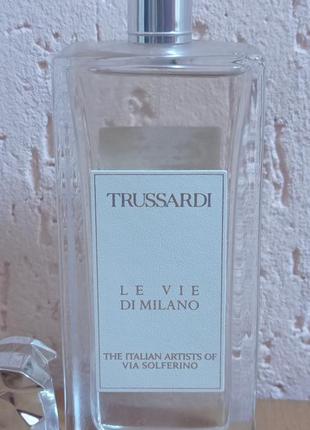 TRUSSARDI
LE VIE
DI MILANO
THE ITALIAN ARTISTS OF
VIA SOLFERINO